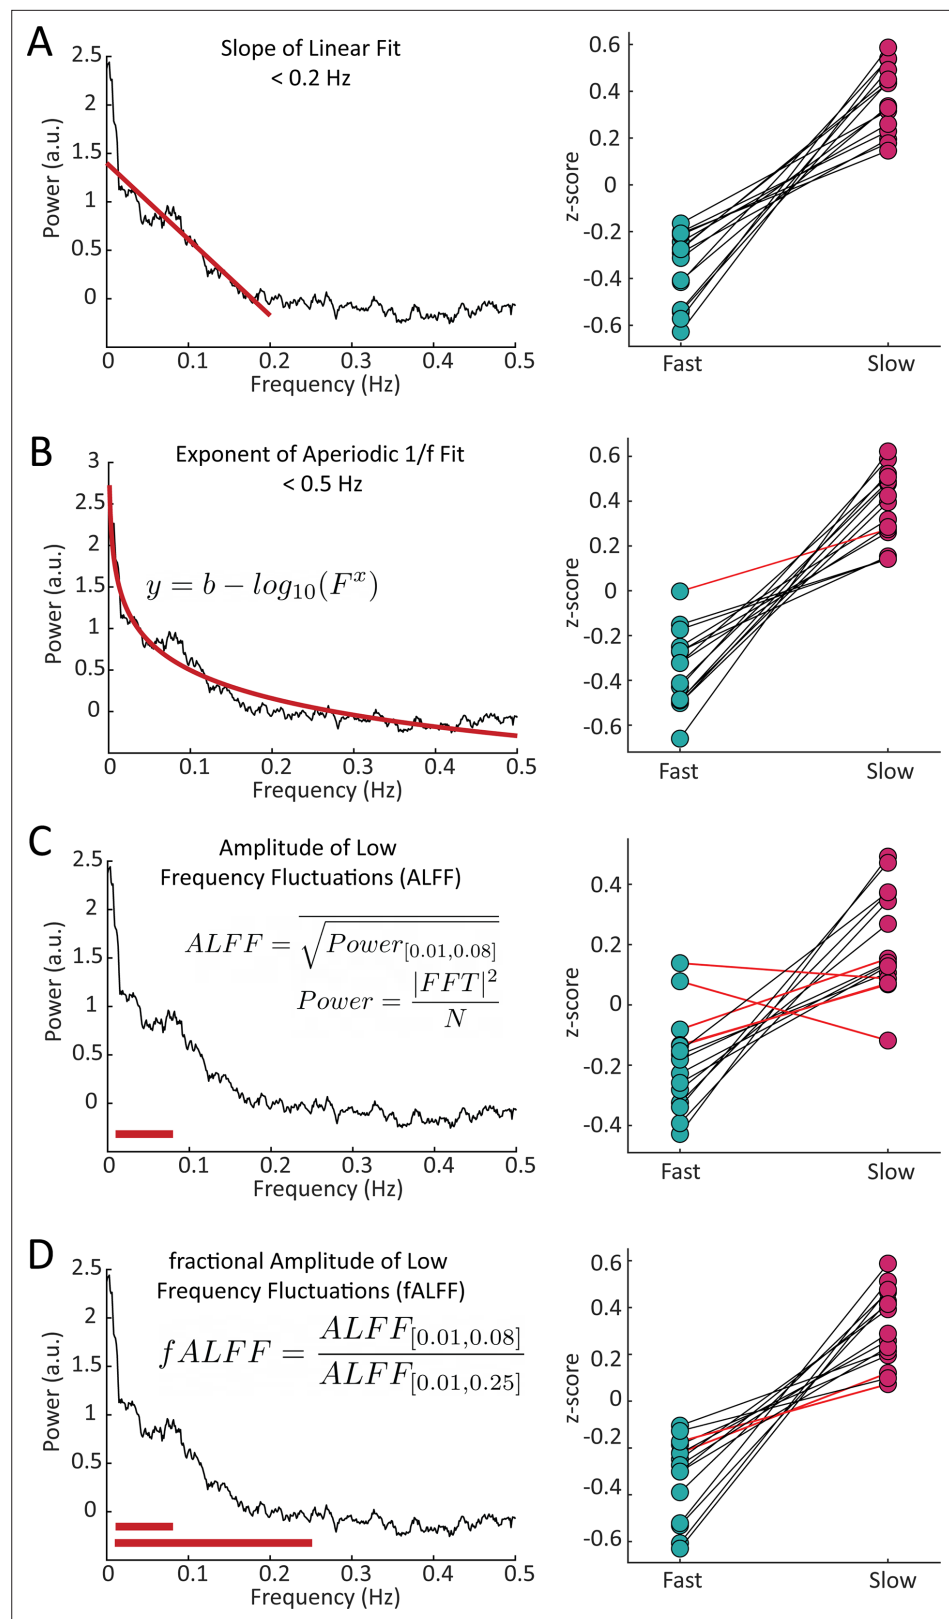 A
Slope of Linear Fit
< 0.2 Hz
2.5
2
1.5
1
0.5
0
Power (a.u.)
0 0.1 0.2 0.3 0.4 0.5
Frequency (Hz)
0.6
0.4
0.2
0
-0.2
-0.4
-0.6
z-score
Fast Slow
B
Exponent of Aperiodic 1/f Fit
< 0.5 Hz
y = b − log10(F^x)
3
2.5
2
1.5
1
0.5
0
Power (a.u.)
0 0.1 0.2 0.3 0.4 0.5
Frequency (Hz)
0.6
0.4
0.2
0
-0.2
-0.4
-0.6
z-score
Fast Slow
C
Amplitude of Low
Frequency Fluctuations (ALFF)
ALFF = √Power[0.01,0.08]
Power = |FFT|²/N
2.5
2
1.5
1
0.5
0
Power (a.u.)
0 0.1 0.2 0.3 0.4 0.5
Frequency (Hz)
0.4
0.2
0
-0.2
-0.4
z-score
Fast Slow
D
fractional Amplitude of Low
Frequency Fluctuations (fALFF)
fALFF = ALFF[0.01,0.08]/ALFF[0.01,0.25]
2.5
2
1.5
1
0.5
0
Power (a.u.)
0 0.1 0.2 0.3 0.4 0.5
Frequency (Hz)
0.6
0.4
0.2
0
-0.2
-0.4
-0.6
z-score
Fast Slow